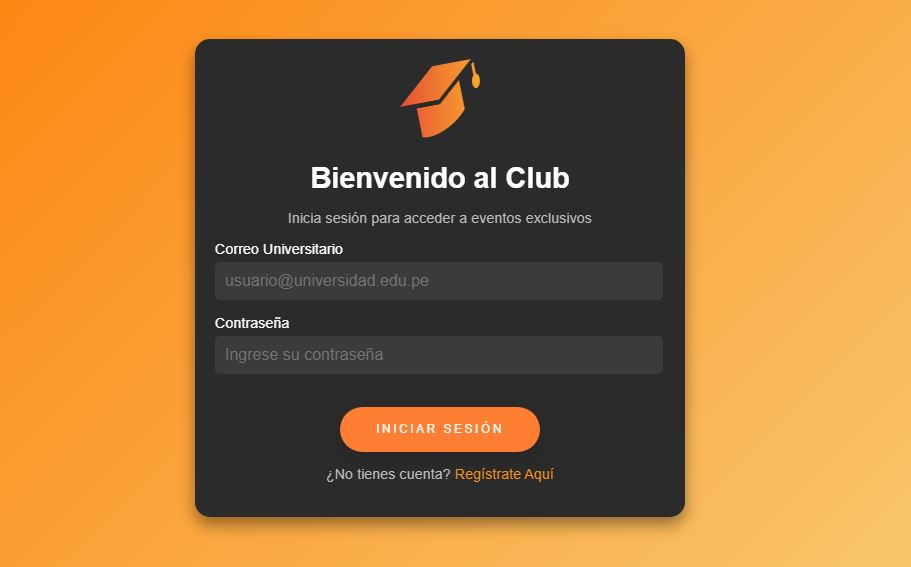 Bienvenido al Club
Inicia sesión para acceder a eventos exclusivos
Correo Universitario
usuario@universidad.edu.pe
Contraseña
Ingrese su contraseña
INICIAR SESIÓN
¿No tienes cuenta? Regístrate Aquí